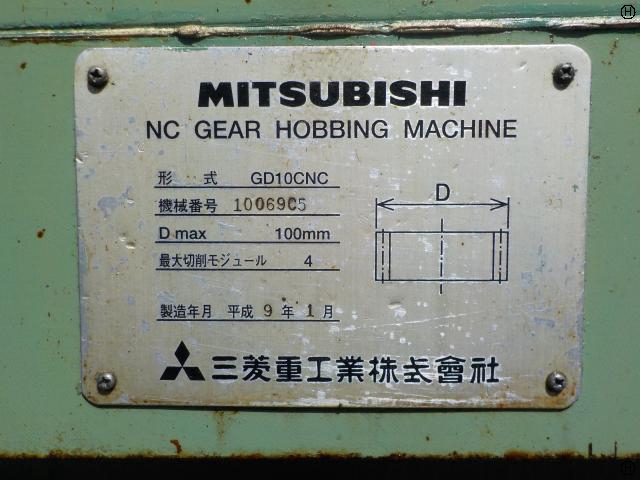 MITSUBISHI
NC GEAR HOBBING MACHINE
形 式 GD10CNC
機械番号 1006905
D max 100mm
最大切削モジュール 4
製造年月 平成 9 年 1 月
D
三菱重工業株式會社